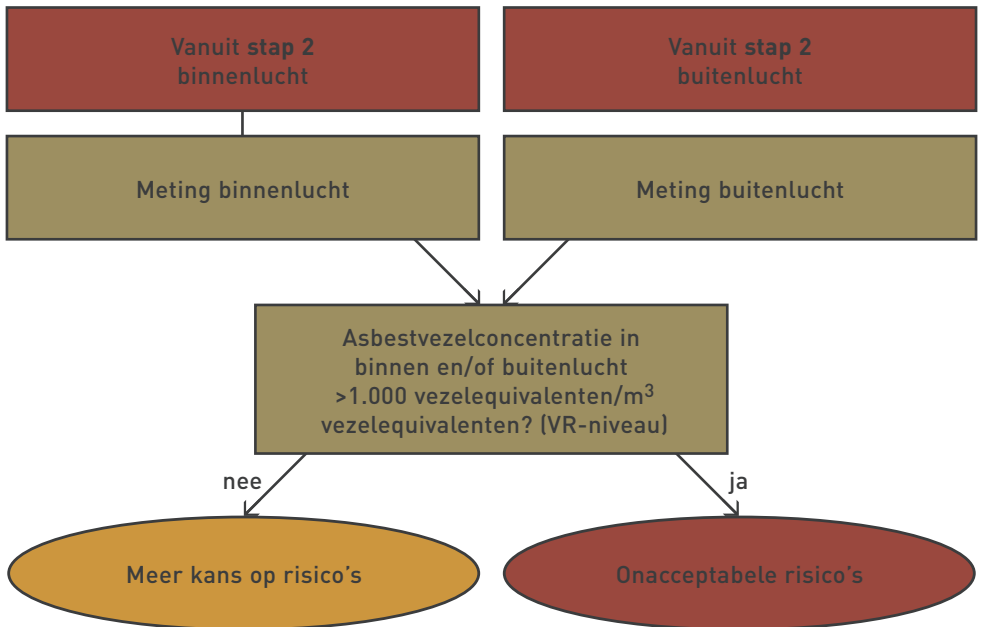 Vanuit stap 2
binnenlucht
Vanuit stap 2
buitenlucht
Meting binnenlucht
Meting buitenlucht
Asbestvezelconcentratie in
binnen en/of buitenlucht
>1.000 vezelequivalenten/m³
vezelequivalenten? (VR-niveau)
nee
ja
Meer kans op risico’s
Onacceptabele risico’s